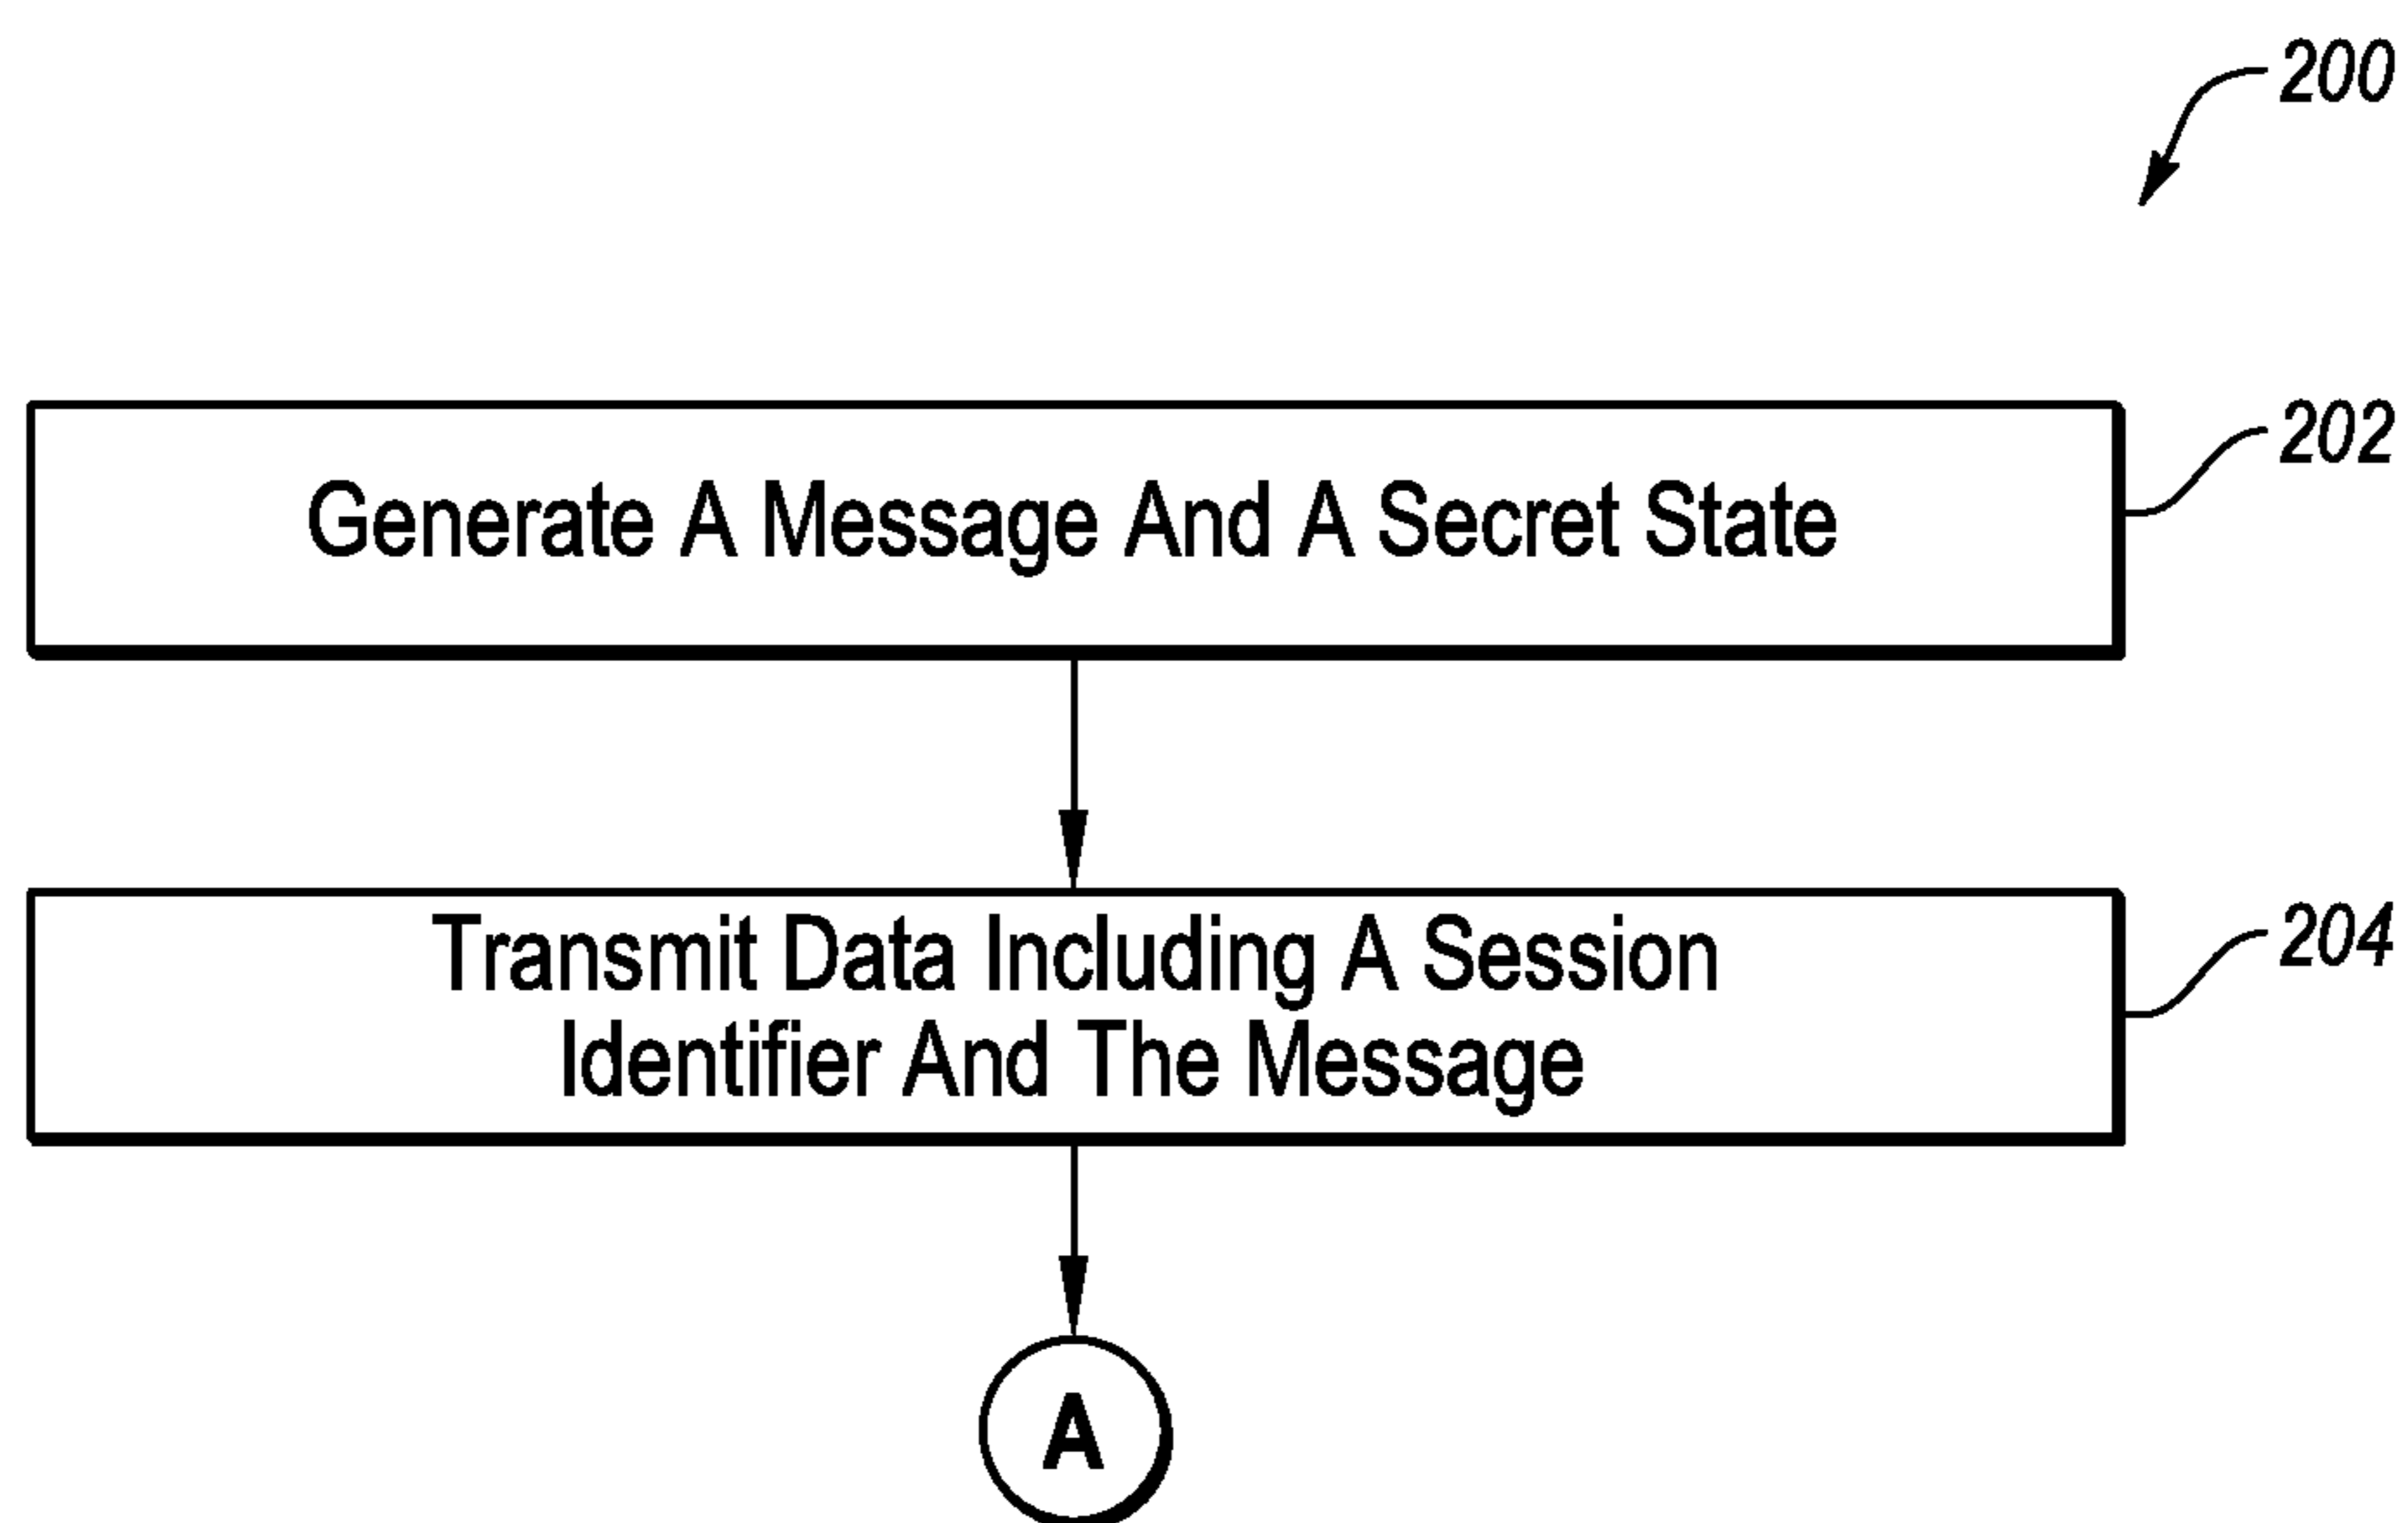 200
202
Generate A Message And A Secret State
204
Transmit Data Including A Session
Identifier And The Message
A